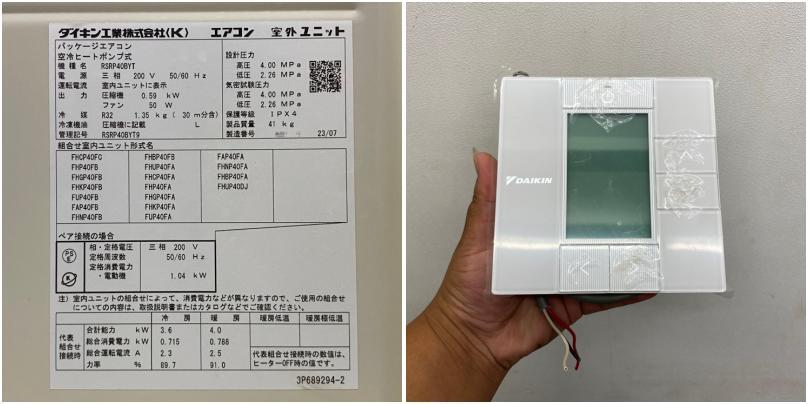 ダイキン工業株式会社(K) エアコン 室外ユニット
パッケージエアコン
空冷ヒートポンプ式
機種名 RSRP40BYT
電源 三相 200 V 50/60 Hz
運転電流 室内ユニットに表示
出力 圧縮機 0.59 kW
ファン 50 W
冷媒 R32 1.35 kg ( 30 m分含)
冷凍機油 圧縮機に記載 L
管理記号 RSRP40BYT9
設計圧力
高圧 4.00 MPa
低圧 2.26 MPa
気密試験圧力
高圧 4.00 MPa
低圧 2.26 MPa
保護等級 IPX4
製品質量 41 kg
製造番号 23/07
組合せ室内ユニット形式名
FHCP40FC FHBP40FB FAP40FA
FHP40FB FHUP40FA FHNP40FA
FHGP40FB FHCP40FA FHBP40FA
FHKP40FB FHP40FA FHUP40DJ
FUP40FB FHGP40FA
FAP40FB FHKP40FA
FHNP40FB FUP40FA
ペア接続の場合
PS
E
相・定格電圧 三相 200 V
定格周波数 50/60 Hz
定格消費電力
・電動機 1.04 kW
注) 室内ユニットの組合せによって、消費電力などが異なりますので、ご使用の組合せ
についての内容は、取扱説明書またはカタログなどでご確認ください。
冷房 暖房 暖房低温 暖房極低温
代表
組合せ
接続時
合計能力 kW 3.6 4.0
総合消費電力 kW 0.715 0.788
総合運転電流 A 2.3 2.5
力率 % 89.7 91.0
代表組合せ接続時の数値は、
ヒーターOFF時の値です。
3P689294-2
DAIKIN